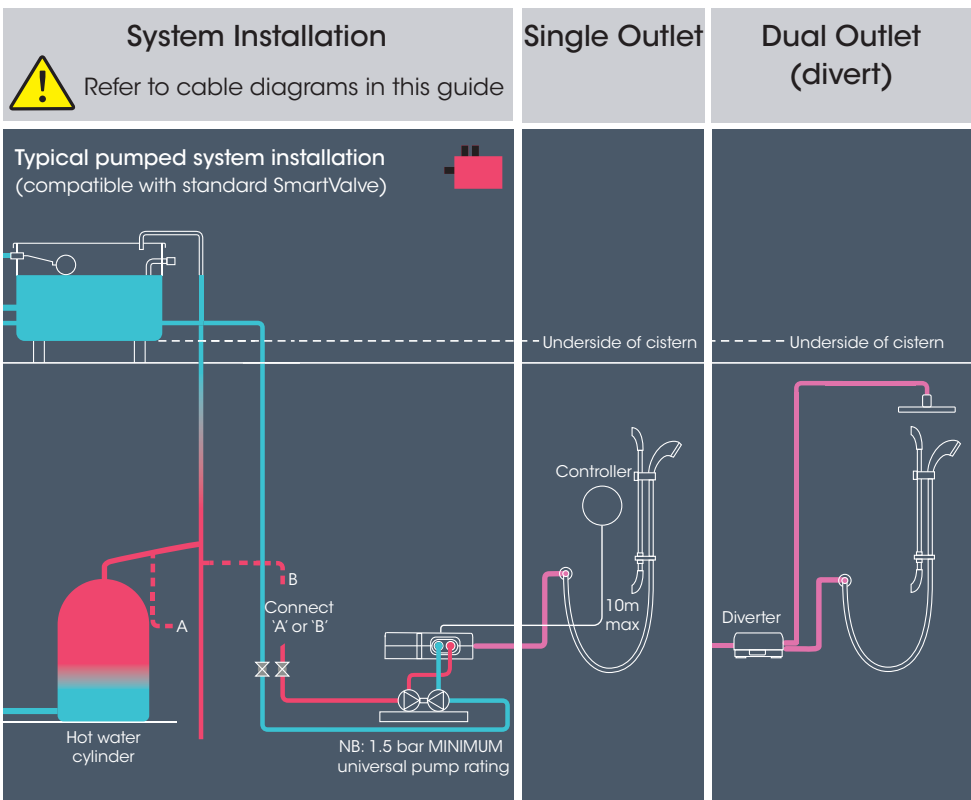 System Installation
Refer to cable diagrams in this guide
Single Outlet
Dual Outlet
(divert)
Typical pumped system installation
(compatible with standard SmartValve)
Underside of cistern
Underside of cistern
Controller
B
Connect
‘A’ or ‘B’
A
10m
max
Diverter
Hot water
cylinder
NB: 1.5 bar MINIMUM
universal pump rating